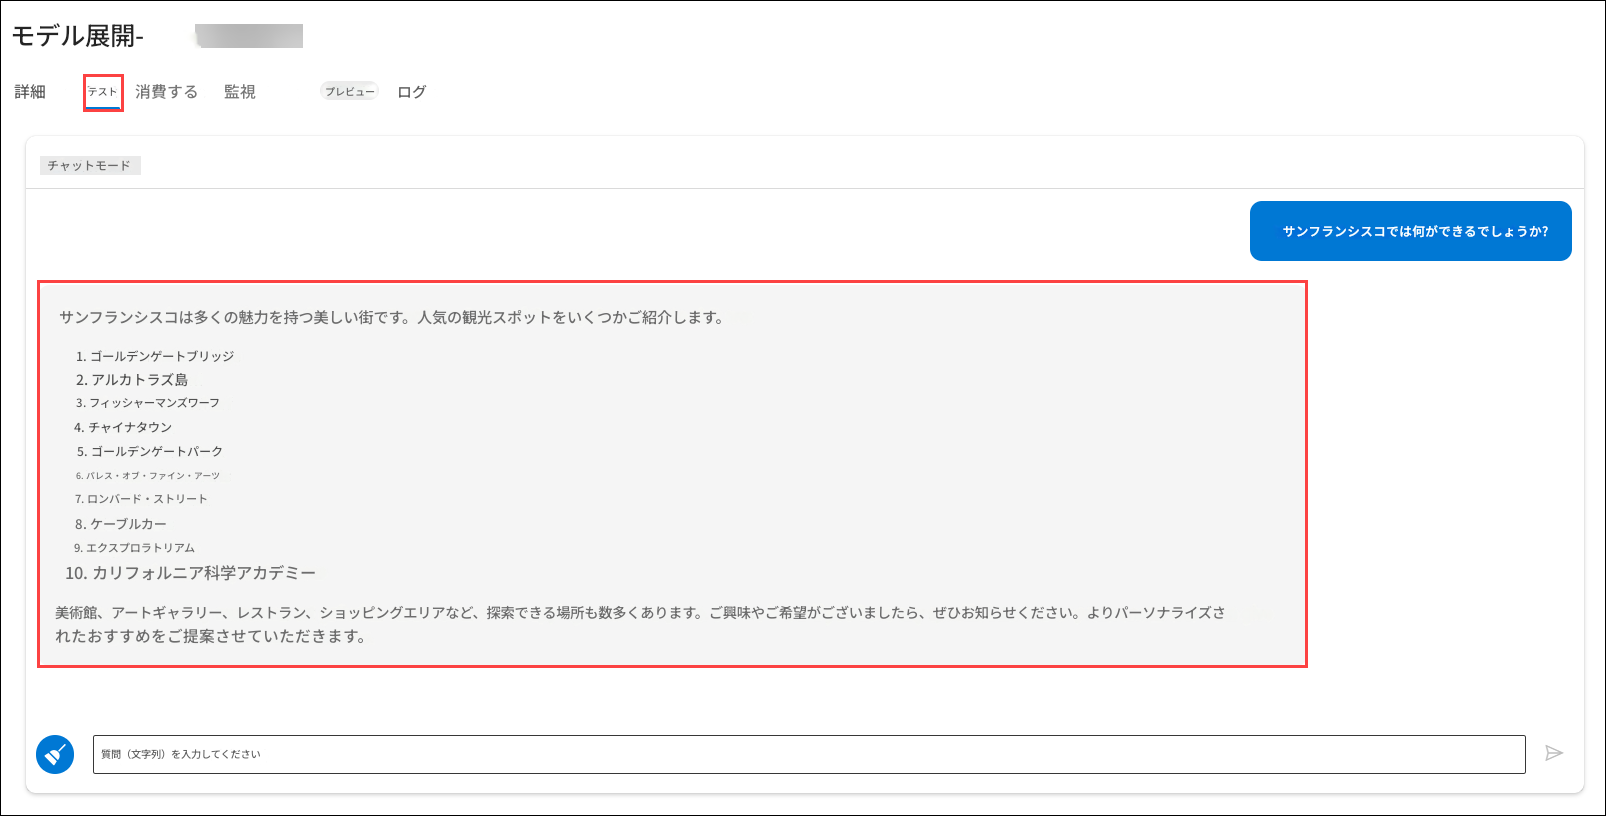 モデル展開-
詳細 テスト 消費する 監視 プレビュー ログ
チャットモード
サンフランシスコでは何ができるでしょうか?
サンフランシスコは多くの魅力を持つ美しい街です。人気の観光スポットをいくつかご紹介します。
1. ゴールデンゲートブリッジ
2. アルカトラズ島
3. フィッシャーマンズワーフ
4. チャイナタウン
5. ゴールデンゲートパーク
6. パレス・オブ・ファイン・アーツ
7. ロンバード・ストリート
8. ケーブルカー
9. エクスプロラトリアム
10. カリフォルニア科学アカデミー
美術館、アートギャラリー、レストラン、ショッピングエリアなど、探索できる場所も数多くあります。ご興味やご希望がございましたら、ぜひお知らせください。よりパーソナライズさ
れたおすすめをご提案させていただきます。
質問（文字列）を入力してください